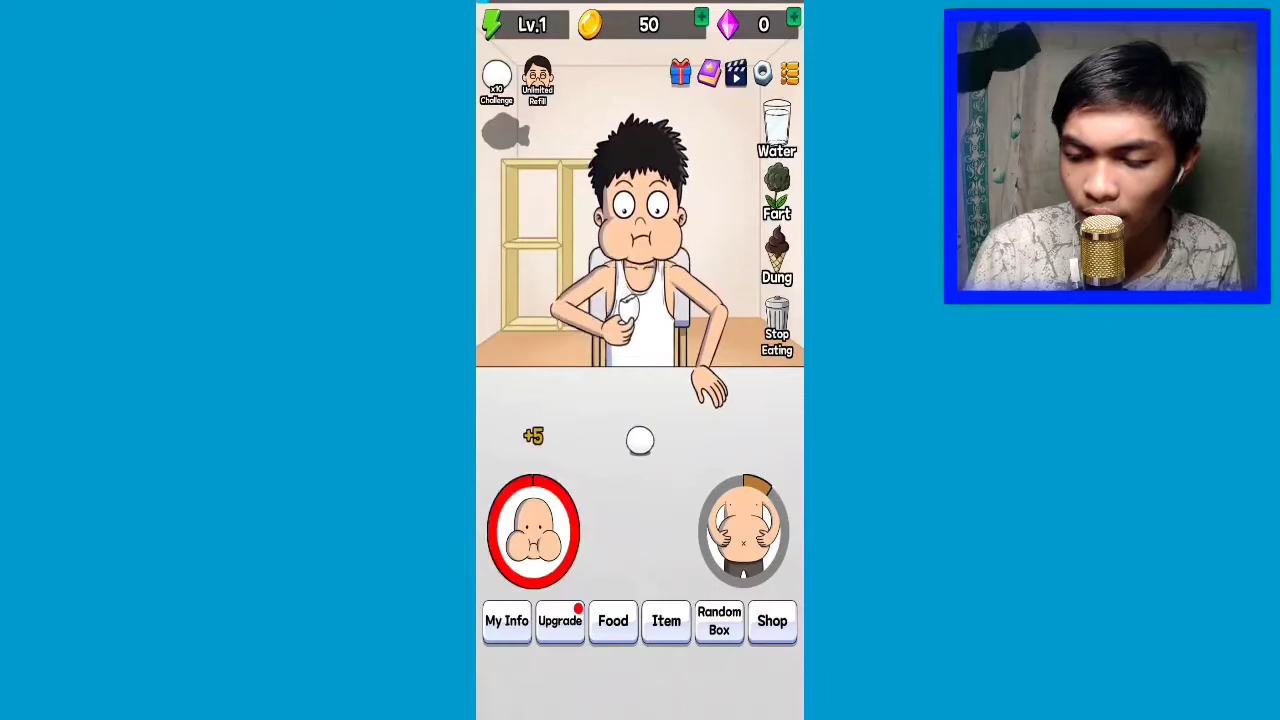 Lv.1
50
0
x10
Challenge
Unlimited
Refill
Water
Fart
Dung
Stop
Eating
+5
My Info
Upgrade
Food
Item
Random
Box
Shop